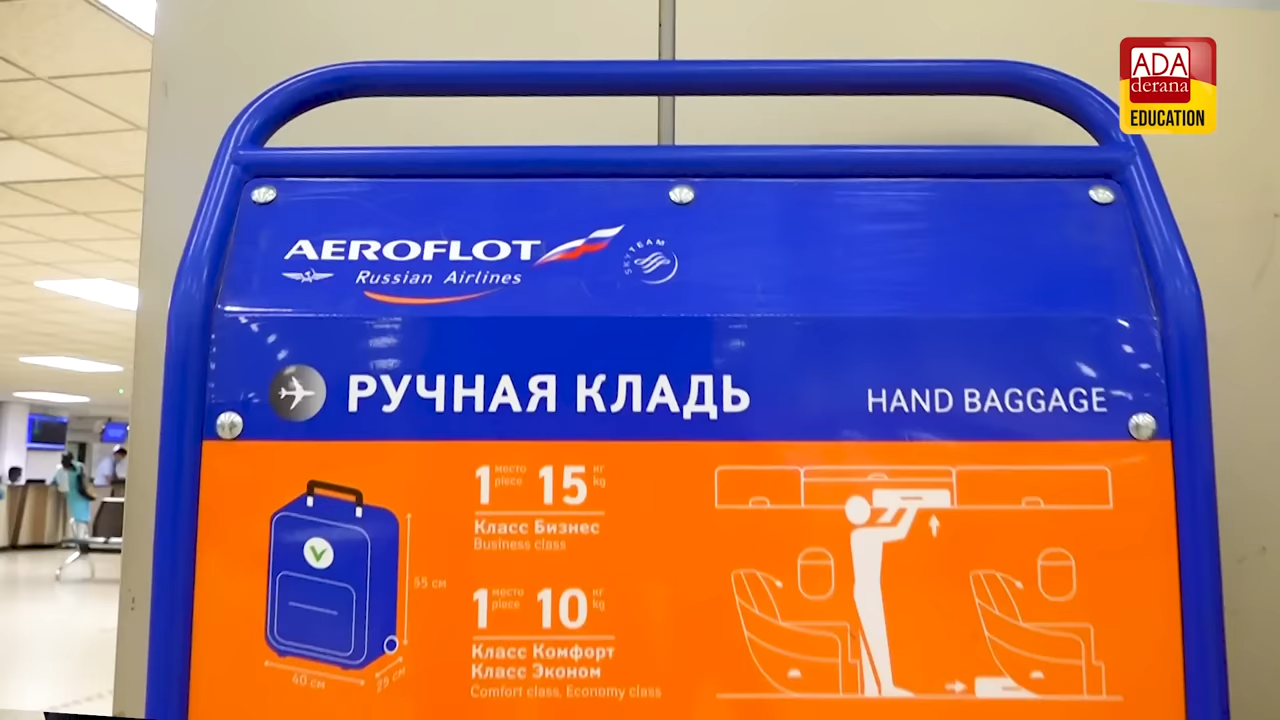 ADA
derana
EDUCATION
AEROFLOT
Russian Airlines
SKYTEAM
РУЧНАЯ КЛАДЬ
HAND BAGGAGE
1 место piece 15 кг kg
Класс Бизнес
Business class
55 см
40 см
25 см
1 место piece 10 кг kg
Класс Комфорт
Класс Эконом
Comfort class, Economy class